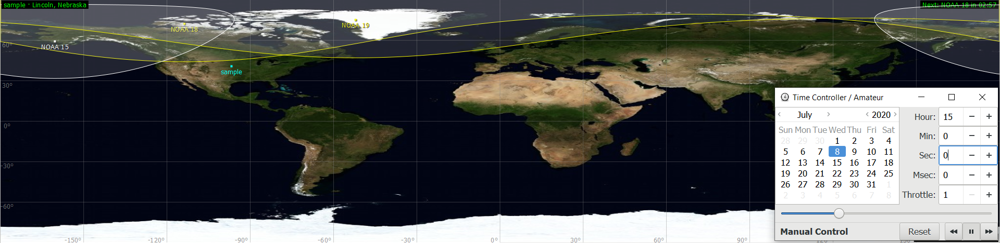 sample · Lincoln, Nebraska
Next: NOAA 18 in 02:57
NOAA 18
NOAA 19
NOAA 15
sample
60°
30°
0°
-30°
-60°
-150°
-120°
-90°
-60°
-30°
0°
30°
60°
90°
Time Controller / Amateur
July 2020
Sun Mon Tue Wed Thu Fri Sat
28 29 30 1 2 3 4
5 6 7 8 9 10 11
12 13 14 15 16 17 18
19 20 21 22 23 24 25
26 27 28 29 30 31 1
2 3 4 5 6 7 8
Hour: 15
Min: 0
Sec: 0
Msec: 0
Throttle: 1
Manual Control
Reset